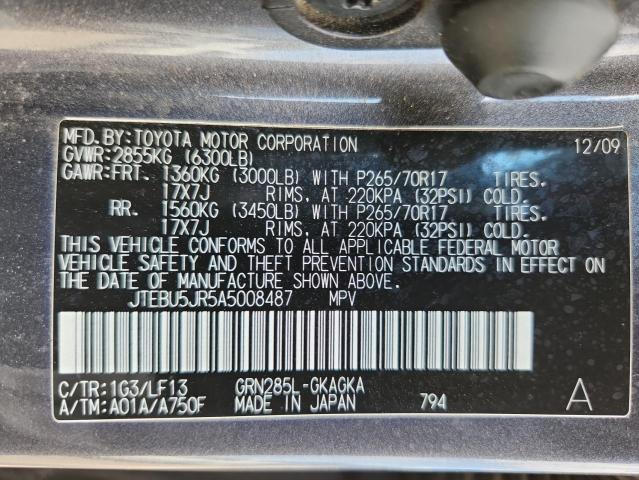 MFD.BY:TOYOTA MOTOR CORPORATION 12/09
GVWR:2855KG (6300LB)
GAWR:FRT. 1360KG (3000LB) WITH P265/70R17 TIRES.
17X7J RIMS, AT 220KPA (32PSI) COLD.
RR. 1560KG (3450LB) WITH P265/70R17 TIRES.
17X7J RIMS, AT 220KPA (32PSI) COLD.
THIS VEHICLE CONFORMS TO ALL APPLICABLE FEDERAL MOTOR
VEHICLE SAFETY AND THEFT PREVENTION STANDARDS IN EFFECT ON
THE DATE OF MANUFACTURE SHOWN ABOVE.
JTEBU5JR5A5008487 MPV
C/TR:1G3/LF13 GRN285L-GKAGKA
A/TM:A01A/A750F MADE IN JAPAN 794 A